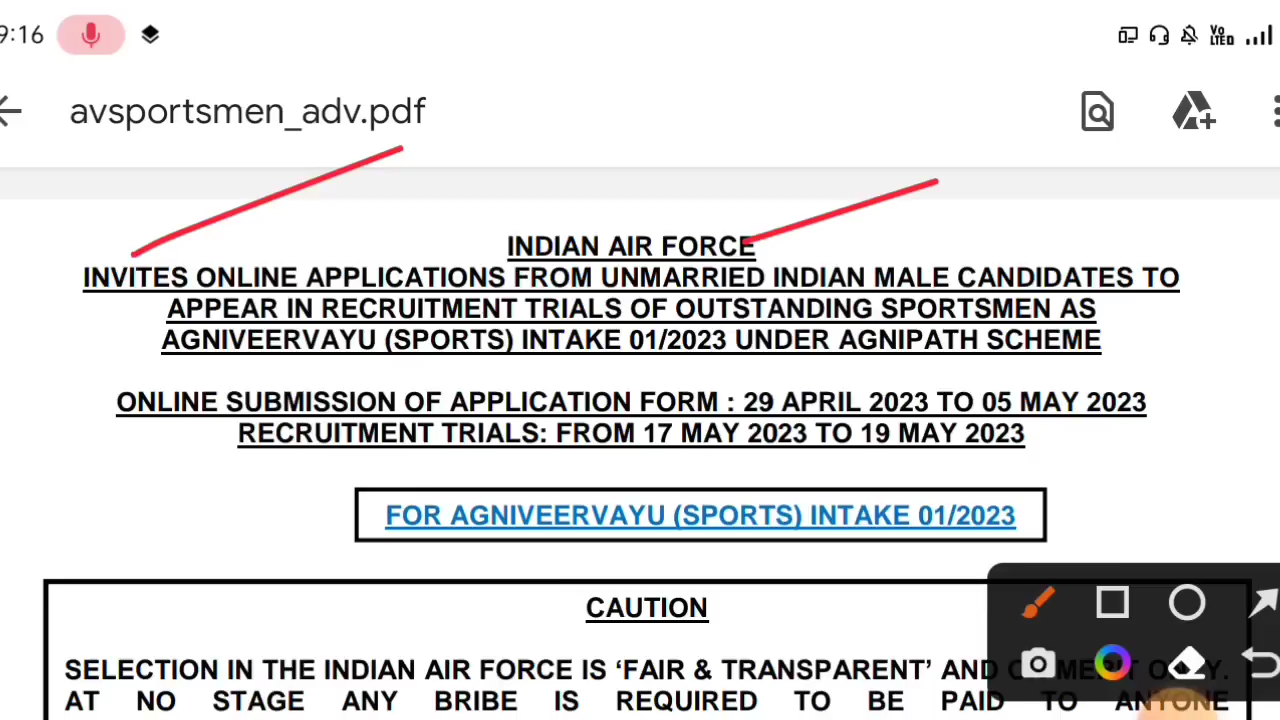 9:16
avsportsmen_adv.pdf
INDIAN AIR FORCE
INVITES ONLINE APPLICATIONS FROM UNMARRIED INDIAN MALE CANDIDATES TO
APPEAR IN RECRUITMENT TRIALS OF OUTSTANDING SPORTSMEN AS
AGNIVEERVAYU (SPORTS) INTAKE 01/2023 UNDER AGNIPATH SCHEME
ONLINE SUBMISSION OF APPLICATION FORM : 29 APRIL 2023 TO 05 MAY 2023
RECRUITMENT TRIALS: FROM 17 MAY 2023 TO 19 MAY 2023
FOR AGNIVEERVAYU (SPORTS) INTAKE 01/2023
CAUTION
SELECTION IN THE INDIAN AIR FORCE IS ‘FAIR & TRANSPARENT’ AND ON MERIT ONLY.
AT NO STAGE ANY BRIBE IS REQUIRED TO BE PAID TO ANYONE